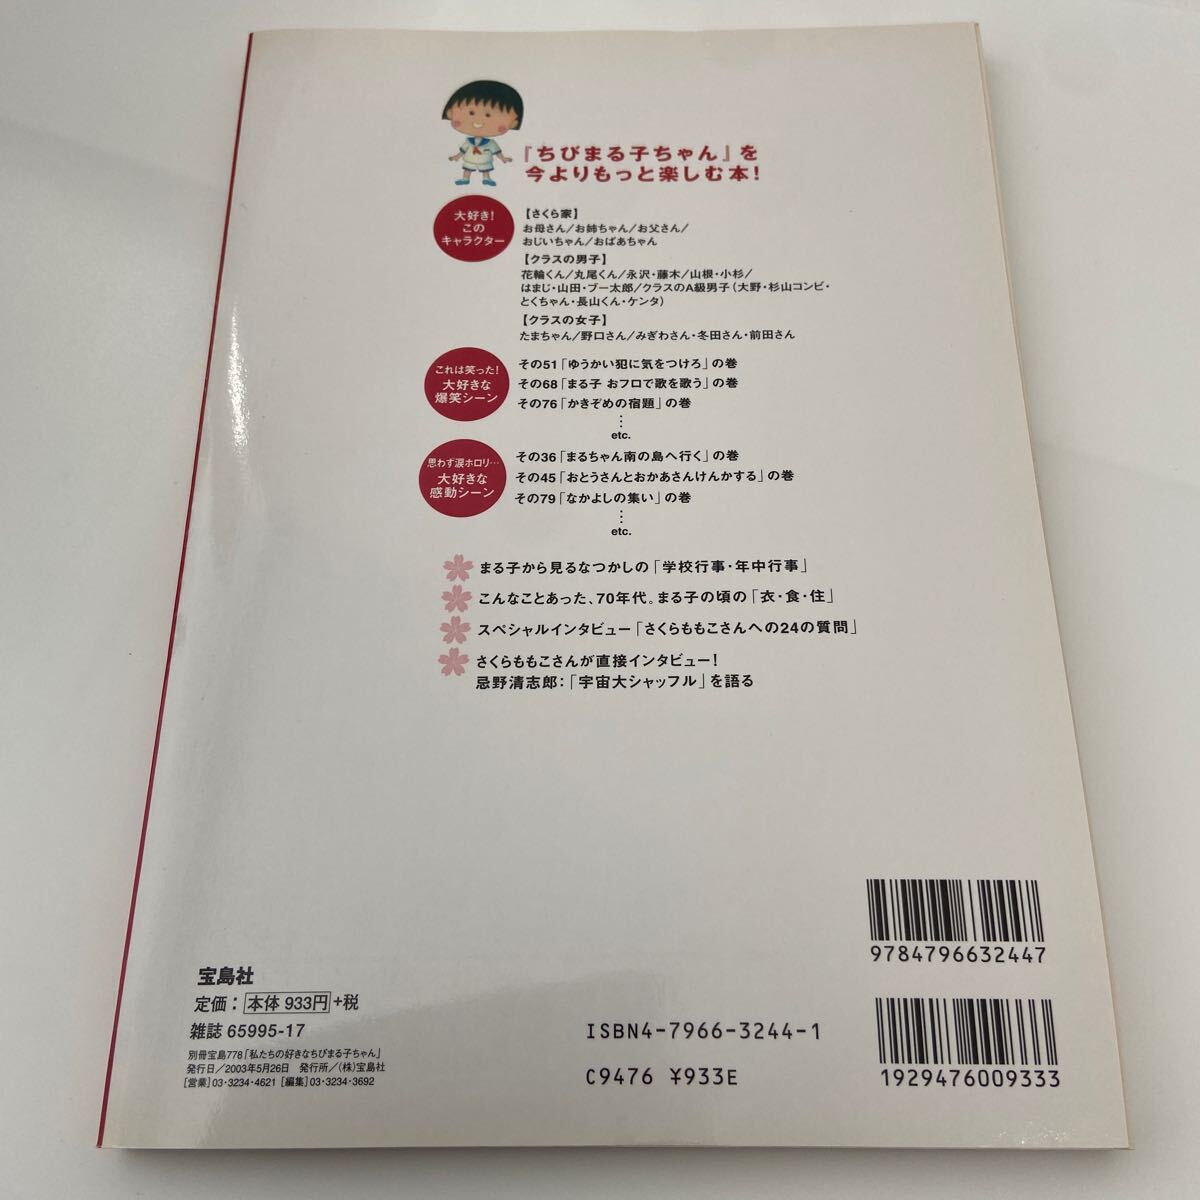 『ちびまる子ちゃん』を
今よりもっと楽しむ本!
大好き!
この
キャラクター
【さくら家】
お母さん/お姉ちゃん/お父さん/
おじいちゃん/おばあちゃん
【クラスの男子】
花輪くん/丸尾くん/永沢・藤木/山根・小杉/
はまじ・山田・ブー太郎/クラスのA級男子(大野・杉山コンビ・
とくちゃん・長山くん・ケンタ)
【クラスの女子】
たまちゃん/野口さん/みぎわさん・冬田さん・前田さん
これは笑った!
大好きな
爆笑シーン
その51「ゆうかい犯に気をつけろ」の巻
その68「まる子 おフロで歌を歌う」の巻
その76「かきぞめの宿題」の巻
⋮
etc.
思わず涙ホロリ…
大好きな
感動シーン
その36「まるちゃん南の島へ行く」の巻
その45「おとうさんとおかあさんけんかする」の巻
その79「なかよしの集い」の巻
⋮
etc.
まる子から見るなつかしの「学校行事・年中行事」
こんなことあった、70年代。まる子の頃の「衣・食・住」
スペシャルインタビュー「さくらももこさんへの24の質問」
さくらももこさんが直接インタビュー!
忌野清志郎:「宇宙大シャッフル」を語る
9784796632447
宝島社
定価:本体 933円+税
雑誌 65995-17
別冊宝島778「私たちの好きなちびまる子ちゃん」
発行日/2003年5月26日 発行所/(株)宝島社
[営業]03・3234・4621 [編集]03・3234・3692
ISBN4-7966-3244-1
C9476 ¥933E
1929476009333